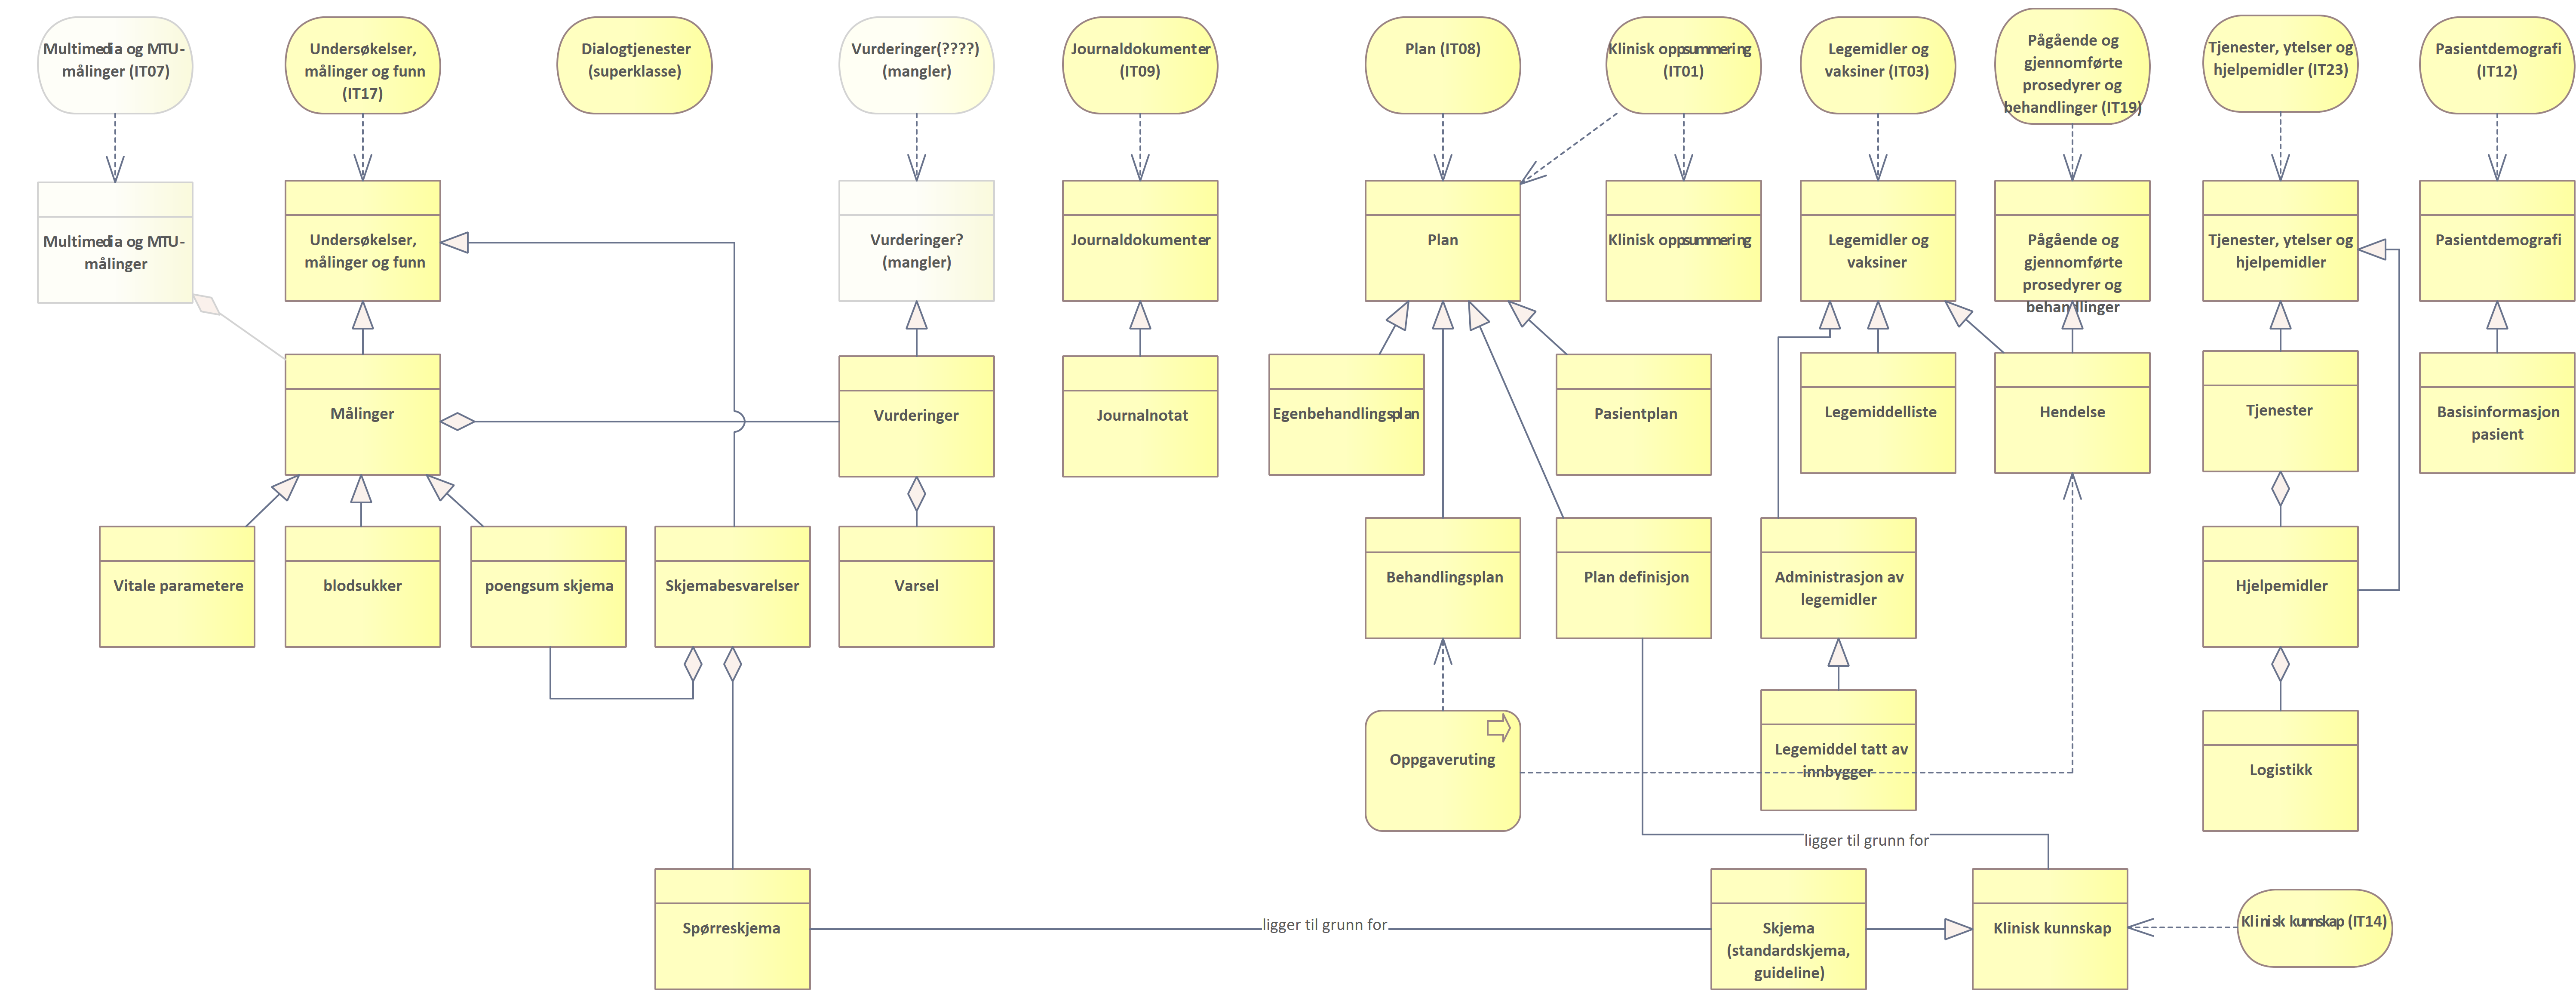 Multimedia og MTU-
målinger (IT07)
Undersøkelser,
målinger og funn
(IT17)
Dialogtjenester
(superklasse)
Vurderinger(????)
(mangler)
Journaldokumenter
(IT09)
Plan (IT08)
Klinisk oppsummering
(IT01)
Legemidler og
vaksiner (IT03)
Pågående og
gjennomførte
prosedyrer og
behandlinger (IT19)
Tjenester, ytelser og
hjelpemidler (IT23)
Pasientdemografi
(IT12)
Multimedia og MTU-
målinger
Undersøkelser,
målinger og funn
Vurderinger?
(mangler)
Journaldokumenter
Plan
Klinisk oppsummering
Legemidler og
vaksiner
Pågående og
gjennomførte
prosedyrer og
behandlinger
Tjenester, ytelser og
hjelpemidler
Pasientdemografi
Målinger
Vurderinger
Journalnotat
Egenbehandlingsplan
Pasientplan
Legemiddelliste
Hendelse
Tjenester
Basisinformasjon
pasient
Vitale parametere
blodsukker
poengsum skjema
Skjemabesvarelser
Varsel
Behandlingsplan
Plan definisjon
Administrasjon av
legemidler
Hjelpemidler
Oppgaveruting
Legemiddel tatt av
innbygger
Logistikk
ligger til grunn for
Spørreskjema
ligger til grunn for
Skjema
(standardskjema,
guideline)
Klinisk kunnskap
Klinisk kunnskap (IT14)